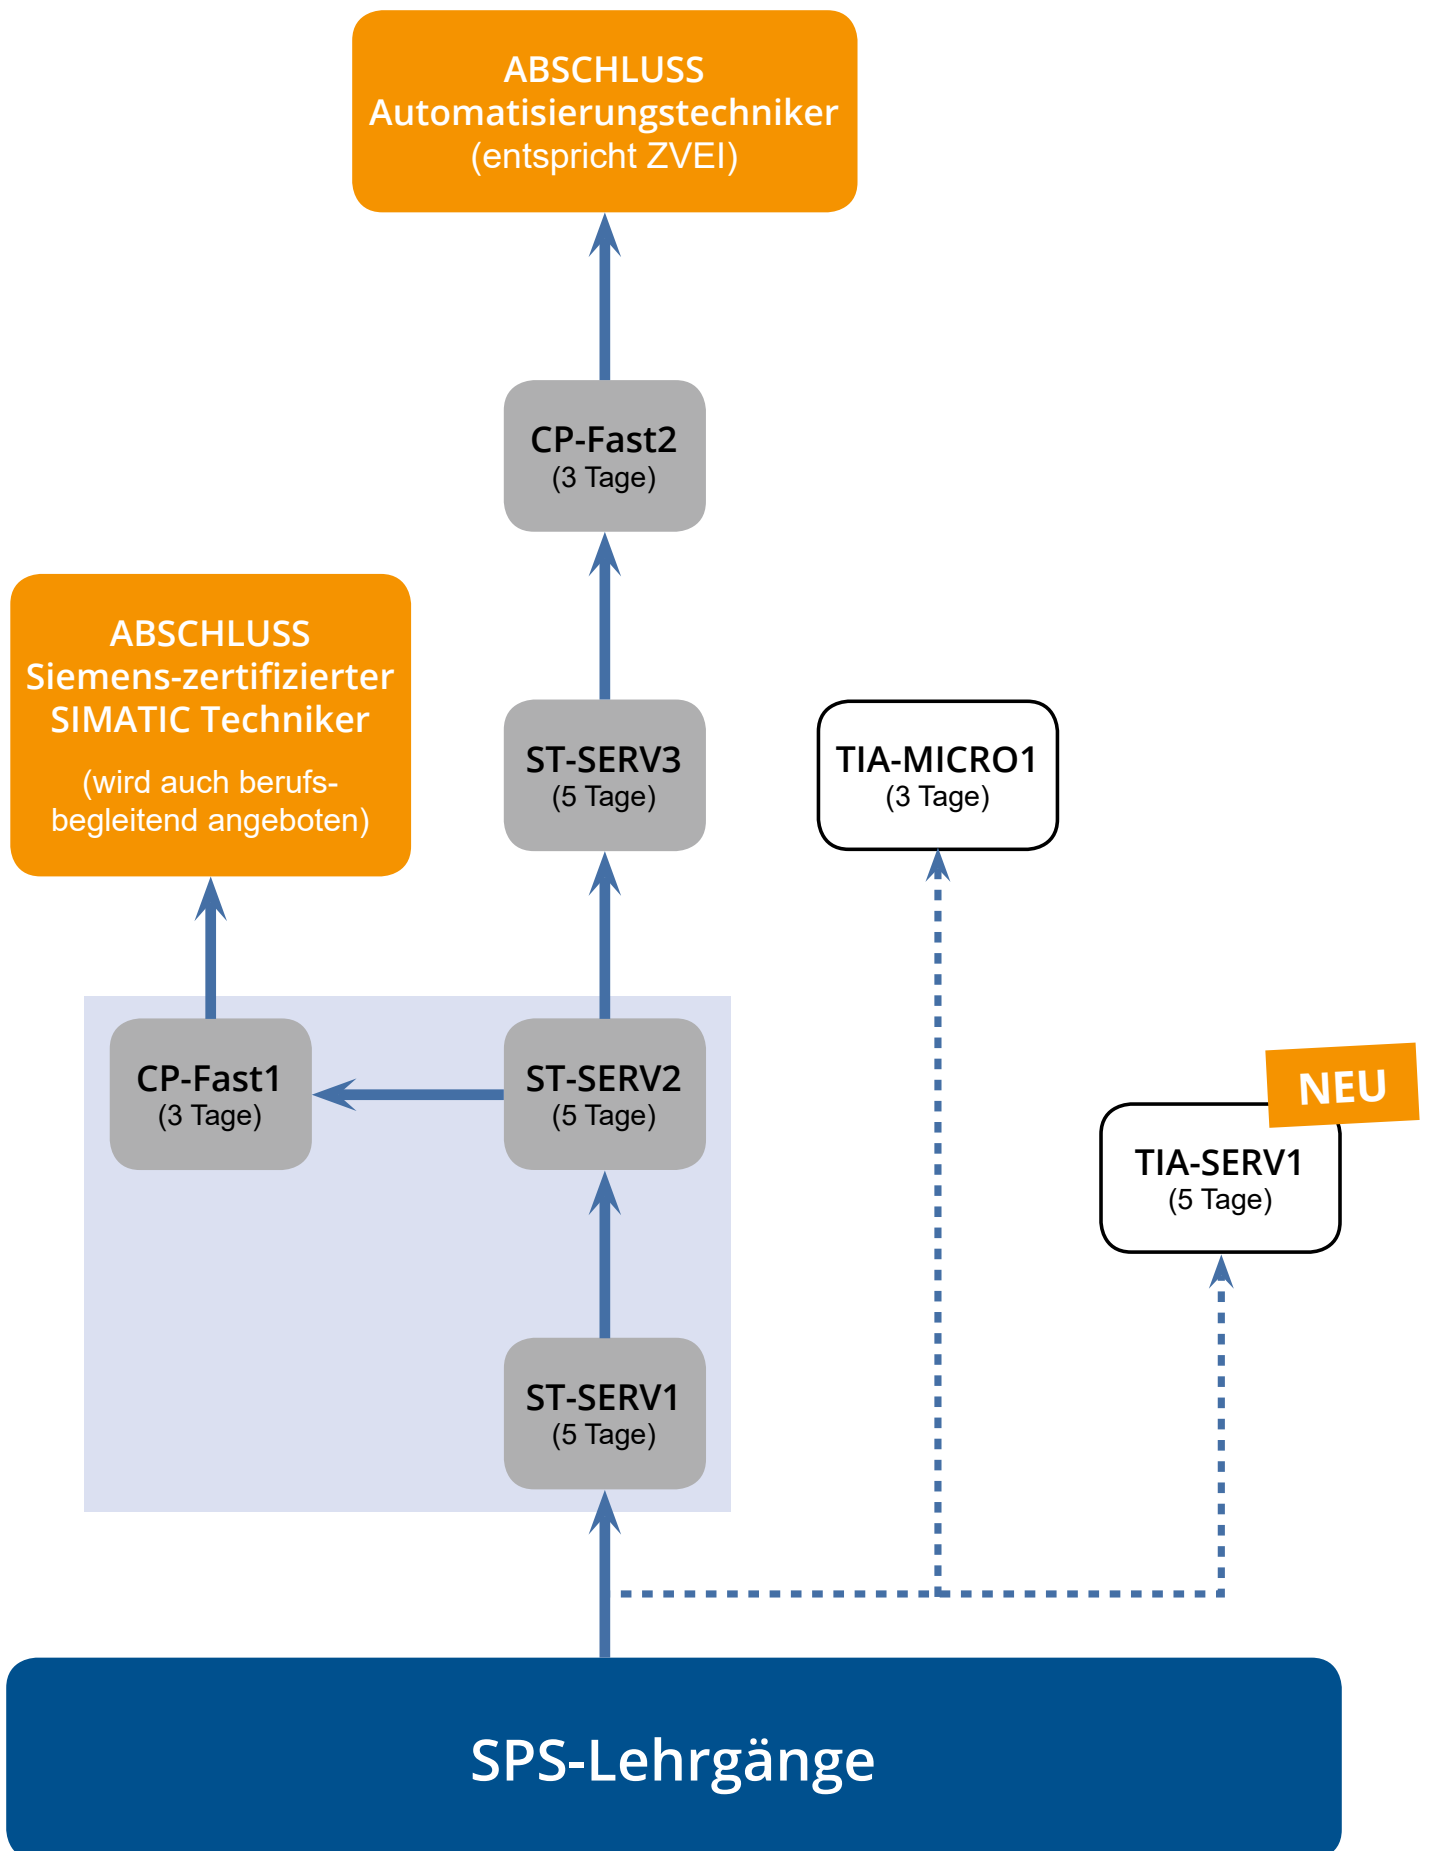 ABSCHLUSS
Automatisierungstechniker
(entspricht ZVEI)
CP-Fast2
(3 Tage)
ABSCHLUSS
Siemens-zertifizierter
SIMATIC Techniker
(wird auch berufs-
begleitend angeboten)
ST-SERV3
(5 Tage)
TIA-MICRO1
(3 Tage)
CP-Fast1
(3 Tage)
ST-SERV2
(5 Tage)
NEU
TIA-SERV1
(5 Tage)
ST-SERV1
(5 Tage)
SPS-Lehrgänge